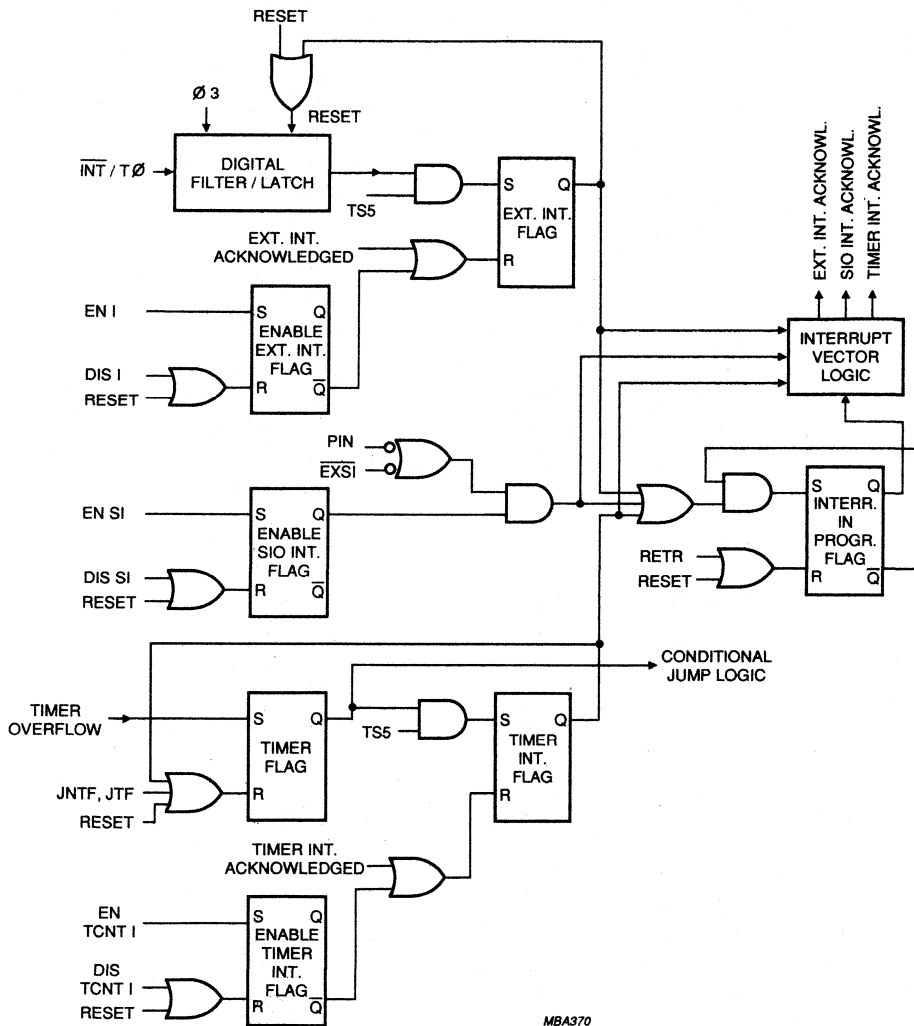 RESET
Ø 3
RESET
INT / TØ
DIGITAL
FILTER / LATCH
TS5
S
Q
EXT. INT.
FLAG
R
EXT. INT.
ACKNOWLEDGED
EXT. INT. ACKNOWL.
SIO INT. ACKNOWL.
TIMER INT. ACKNOWL.
EN I
S
Q
ENABLE
EXT. INT.
FLAG
R
Q
DIS I
RESET
INTERRUPT
VECTOR
LOGIC
PIN
EXSI
EN SI
S
Q
ENABLE
SIO INT.
FLAG
R
Q
DIS SI
RESET
S
Q
INTERR.
IN
PROGR.
FLAG
R
Q
RETR
RESET
CONDITIONAL
JUMP LOGIC
TIMER
OVERFLOW
S
Q
TIMER
FLAG
R
JNTF, JTF
RESET
TS5
S
Q
TIMER
INT.
FLAG
R
TIMER INT.
ACKNOWLEDGED
EN
TCNT I
S
Q
ENABLE
TIMER
INT.
FLAG
R
Q
DIS
TCNT I
RESET
MBA370